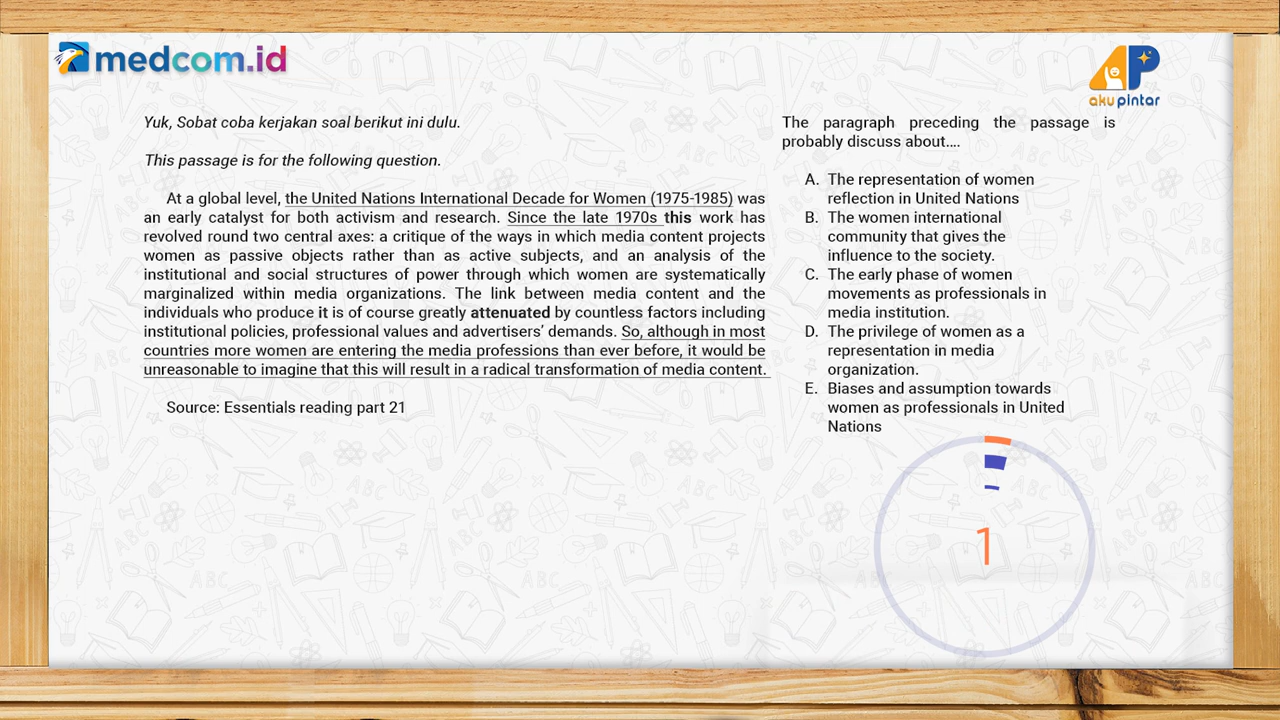 medcom.id
AP
aku pintar
Yuk, Sobat coba kerjakan soal berikut ini dulu.
This passage is for the following question.
At a global level, the United Nations International Decade for Women (1975-1985) was
an early catalyst for both activism and research. Since the late 1970s this work has
revolved round two central axes: a critique of the ways in which media content projects
women as passive objects rather than as active subjects, and an analysis of the
institutional and social structures of power through which women are systematically
marginalized within media organizations. The link between media content and the
individuals who produce it is of course greatly attenuated by countless factors including
institutional policies, professional values and advertisers’ demands. So, although in most
countries more women are entering the media professions than ever before, it would be
unreasonable to imagine that this will result in a radical transformation of media content.
Source: Essentials reading part 21
The paragraph preceding the passage is
probably discuss about....
A. The representation of women
reflection in United Nations
B. The women international
community that gives the
influence to the society.
C. The early phase of women
movements as professionals in
media institution.
D. The privilege of women as a
representation in media
organization.
E. Biases and assumption towards
women as professionals in United
Nations
1